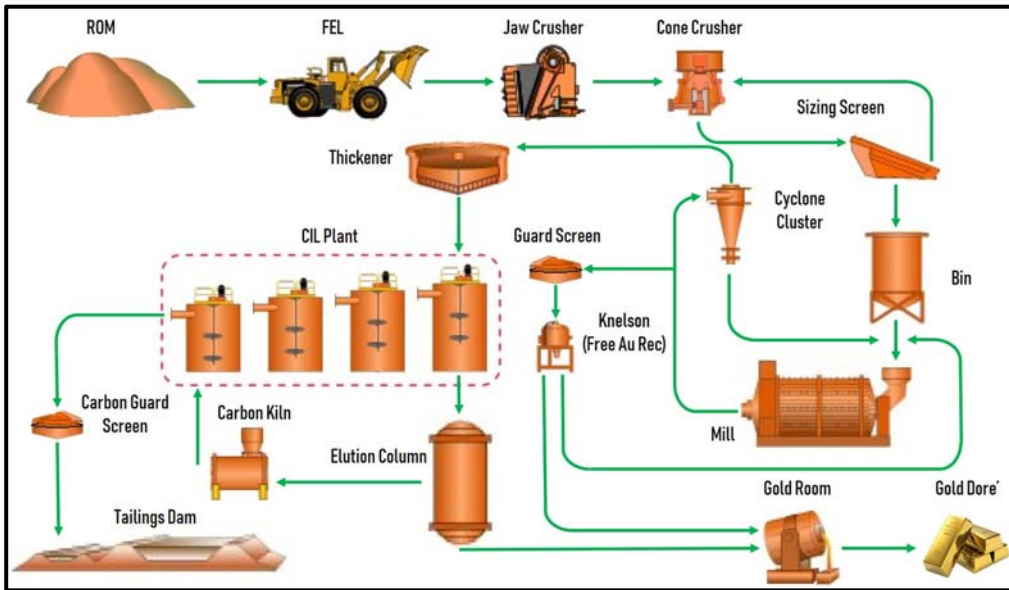 ROM
FEL
Jaw Crusher
Cone Crusher
Sizing Screen
Thickener
Cyclone
Cluster
CIL Plant
Guard Screen
Bin
Knelson
(Free Au Rec)
Carbon Guard
Screen
Carbon Kiln
Mill
Elution Column
Gold Room
Gold Dore'
Tailings Dam